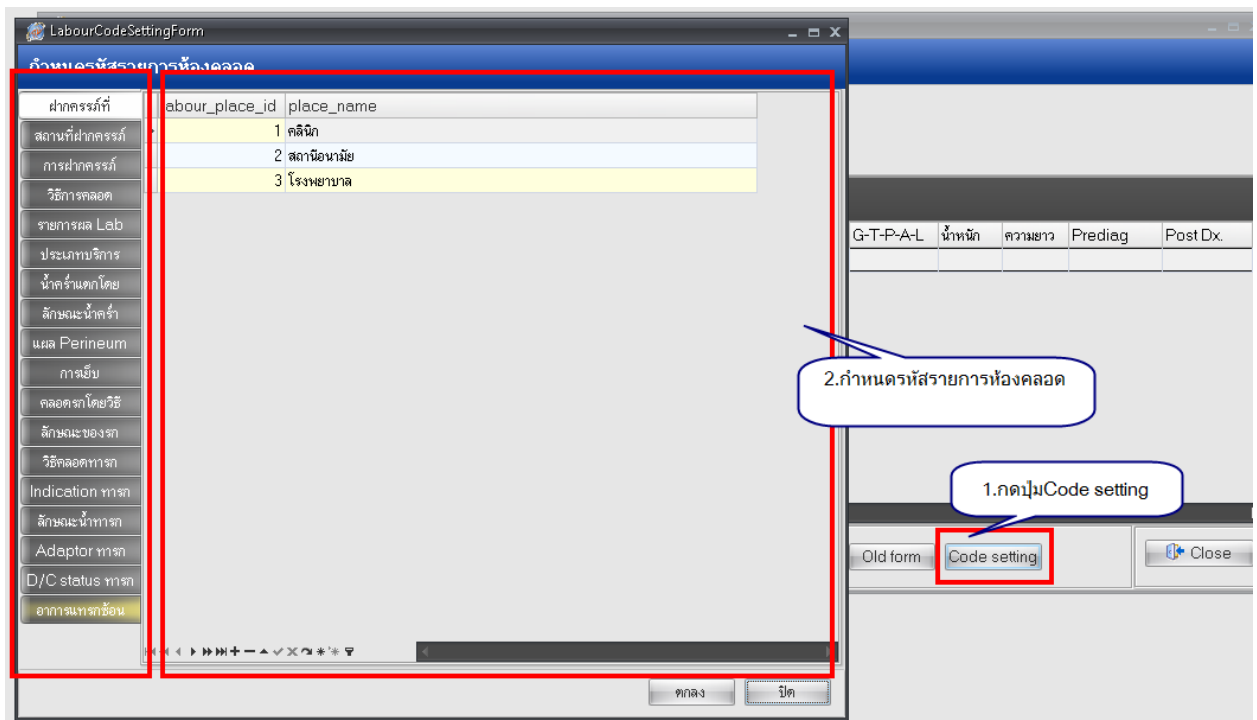 LabourCodeSettingForm
กำหนดรหัสรายการห้องคลอด
ฝากครรภ์ที่
สถานที่ฝากครรภ์
การฝากครรภ์
วิธีการคลอด
รายการผล Lab
ประเภทบริการ
น้ำคร่ำแตกโดย
ลักษณะน้ำคร่ำ
แผล Perineum
การเย็บ
คลอดรกโดยวิธี
ลักษณะของรก
วิธีคลอดทารก
Indication ทารก
ลักษณะน้ำทารก
Adaptor ทารก
D/C status ทารก
อาการแทรกซ้อน
abour_place_id place_name
1 คลินิก
2 สถานีอนามัย
3 โรงพยาบาล
ตกลง ปิด
G-T-P-A-L น้ำหนัก ความยาว Prediag Post Dx.
2.กำหนดรหัสรายการห้องคลอด
1.กดปุ่มCode setting
Old form Code setting Close